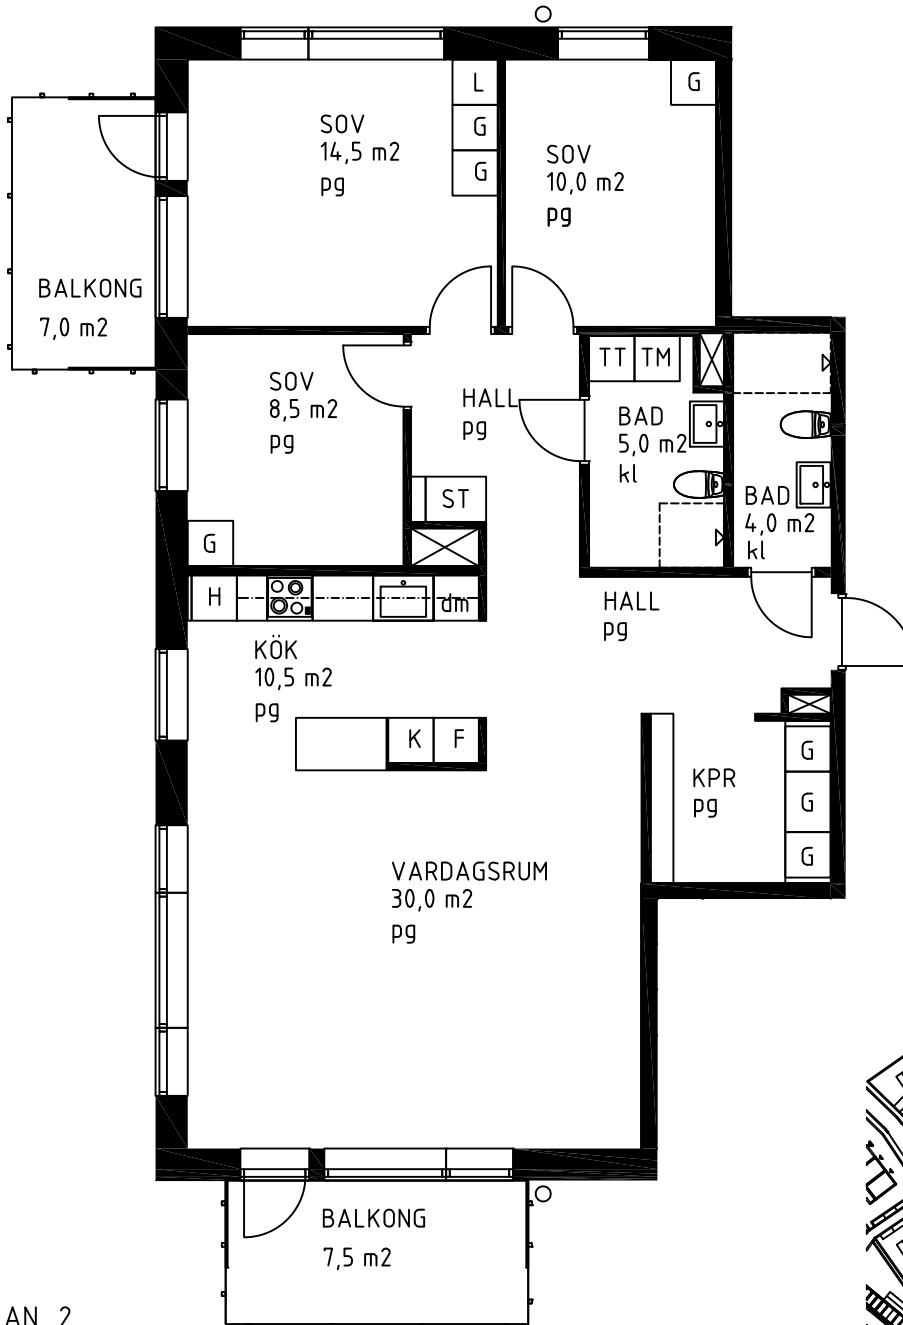 L
G
G
G
SOV
14,5 m2
pg
SOV
10,0 m2
pg
BALKONG
7,0 m2
SOV
8,5 m2
pg
G
HALL
pg
ST
TT TM
BAD
5,0 m2
kl
BAD
4,0 m2
kl
H
dm
KÖK
10,5 m2
pg
HALL
pg
K F
KPR
pg
G
G
G
VARDAGSRUM
30,0 m2
pg
BALKONG
7,5 m2
AN 2